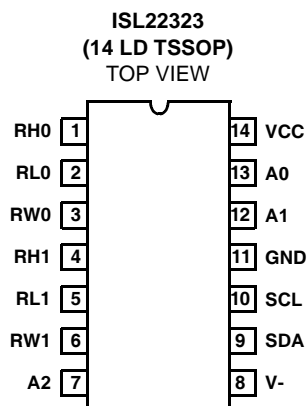 ISL22323
(14 LD TSSOP)
TOP VIEW
RH0 1 14 VCC
RL0 2 13 A0
RW0 3 12 A1
RH1 4 11 GND
RL1 5 10 SCL
RW1 6 9 SDA
A2 7 8 V-